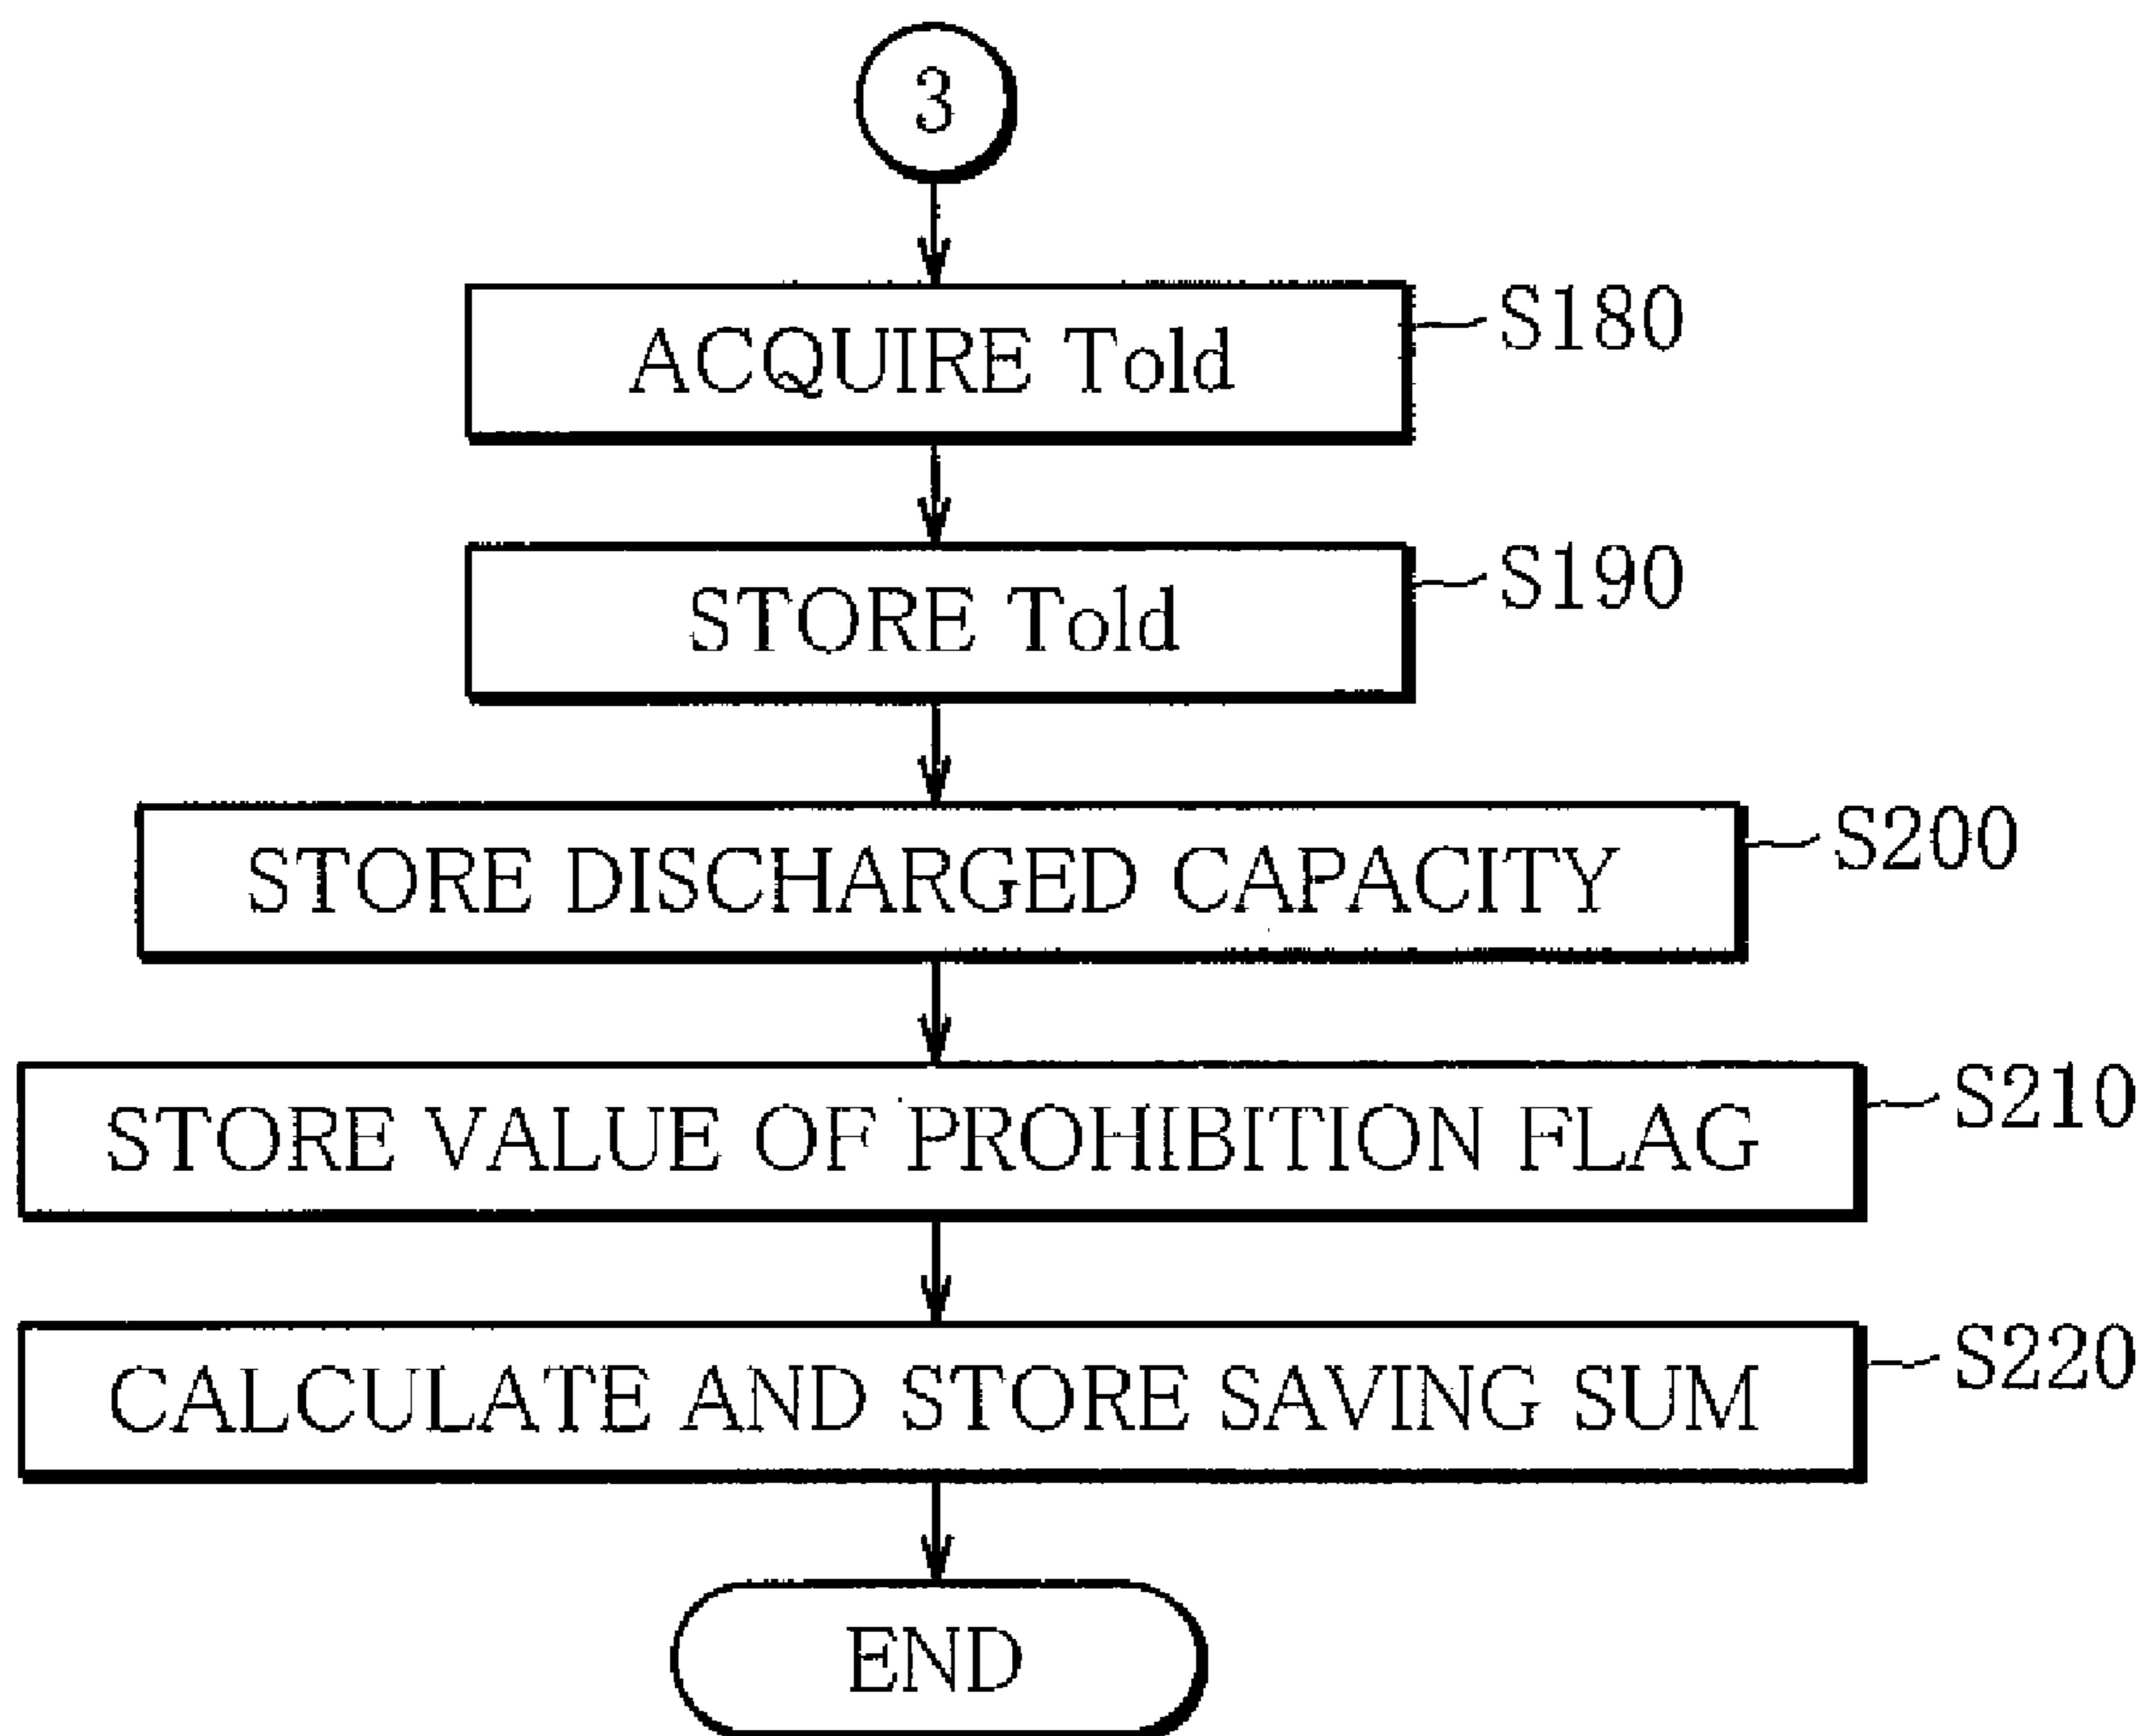 3
ACQUIRE Told
S180
STORE Told
S190
STORE DISCHARGED CAPACITY
S200
STORE VALUE OF PROHIBITION FLAG
S210
CALCULATE AND STORE SAVING SUM
S220
END